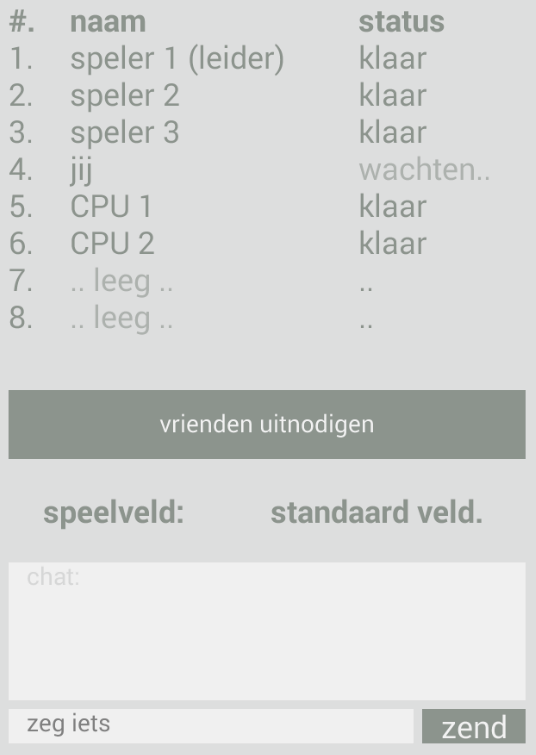 #. naam status
1. speler 1 (leider) klaar
2. speler 2 klaar
3. speler 3 klaar
4. jij wachten..
5. CPU 1 klaar
6. CPU 2 klaar
7. .. leeg .. ..
8. .. leeg .. ..
vrienden uitnodigen
speelveld: standaard veld.
chat:
zeg iets zend